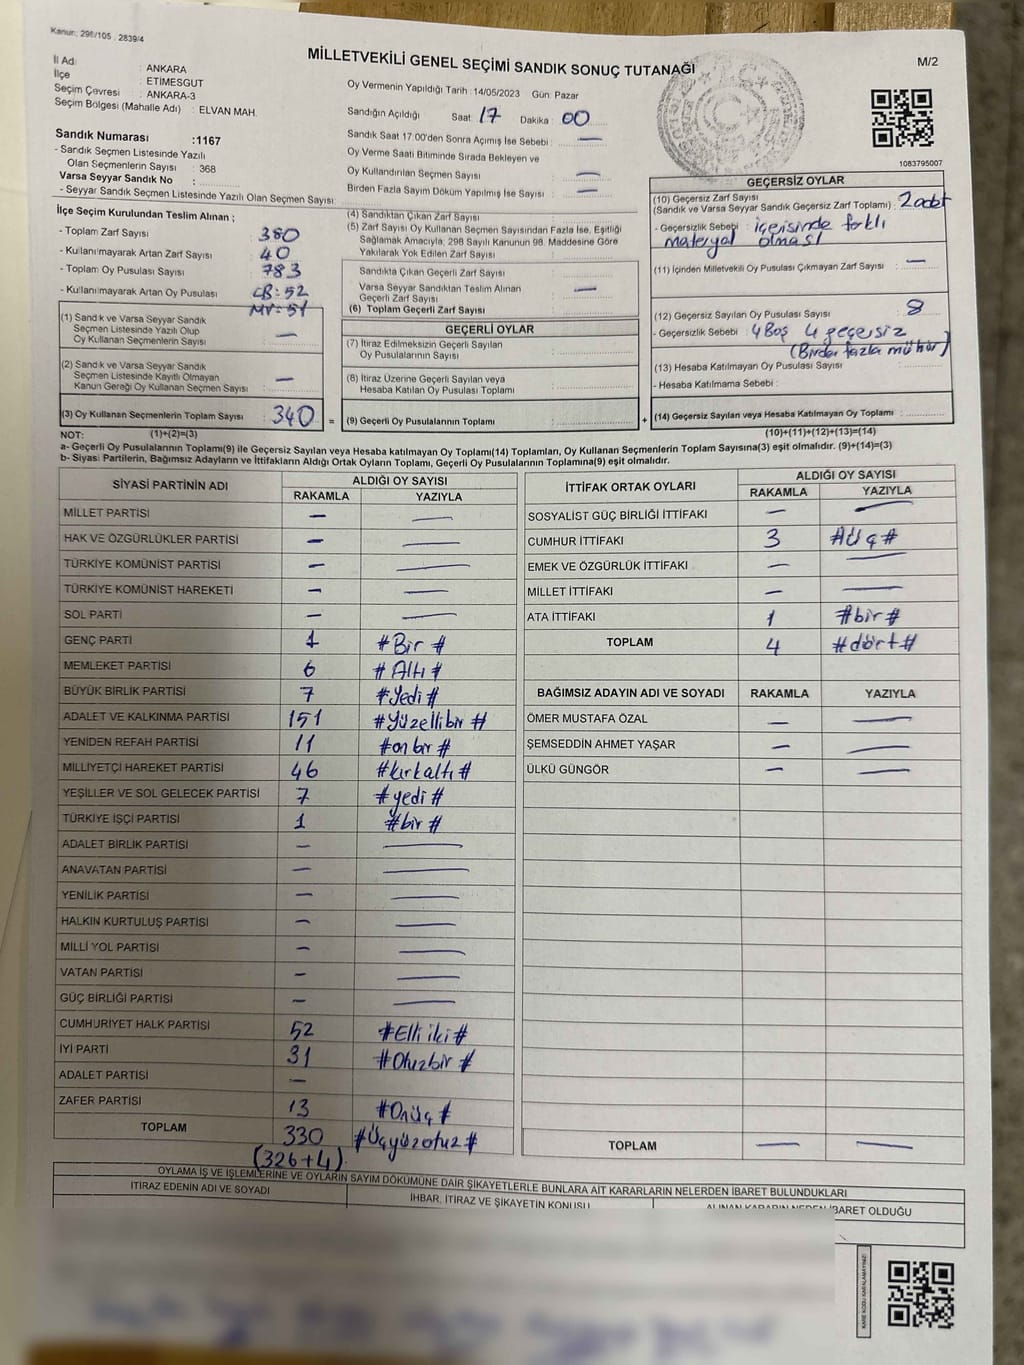 Kanun: 298/105 , 2839/4
MİLLETVEKİLİ GENEL SEÇİMİ SANDIK SONUÇ TUTANAĞI
M/2
İl Adı : ANKARA
İlçe : ETİMESGUT
Seçim Çevresi : ANKARA-3
Seçim Bölgesi (Mahalle Adı) : ELVAN MAH.
Sandık Numarası :1167
- Sandık Seçmen Listesinde Yazılı
Olan Seçmenlerin Sayısı : 368
Varsa Seyyar Sandık No :
- Seyyar Sandık Seçmen Listesinde Yazılı Olan Seçmen Sayısı:
Oy Vermenin Yapıldığı Tarih :14/05/2023 Gün: Pazar
Sandığın Açıldığı Saat: 17 Dakika : 00
Sandık Saat 17:00'den Sonra Açımış İse Sebebi : —
Oy Verme Saati Bitiminde Sırada Bekleyen ve
Oy Kullandırılan Seçmen Sayısı : —
Birden Fazla Sayım Döküm Yapılmış İse Sayısı : —
1083795007
İlçe Seçim Kurulundan Teslim Alınan ;
- Toplam Zarf Sayısı : 380
- Kullanılmayarak Artan Zarf Sayısı : 40
- Toplam Oy Pusulası Sayısı : 783
- Kullanılmayarak Artan Oy Pusulası : CB: 52
MV: 51
(1) Sandık ve Varsa Seyyar Sandık
Seçmen Listesinde Yazılı Olup
Oy Kullanan Seçmenlerin Sayısı : —
(2) Sandık ve Varsa Seyyar Sandık
Seçmen Listesinde Kayıtlı Olmayan
Kanun Gereği Oy Kullanan Seçmen Sayısı : —
(3) Oy Kullanan Seçmenlerin Toplam Sayısı : 340
(4) Sandıktan Çıkan Zarf Sayısı :
(5) Zarf Sayısı Oy Kullanan Seçmen Sayısından Fazla İse, Eşitliği
Sağlamak Amacıyla; 298 Sayılı Kanunun 98. Maddesine Göre
Yakılarak Yok Edilen Zarf Sayısı :
Sandıkta Çıkan Geçerli Zarf Sayısı :
Varsa Seyyar Sandıktan Teslim Alınan
Geçerli Zarf Sayısı : —
(6) Toplam Geçerli Zarf Sayısı :
GEÇERLİ OYLAR
(7) İtiraz Edilmeksizin Geçerli Sayılan
Oy Pusulalarının Sayısı :
(8) İtiraz Üzerine Geçerli Sayılan veya
Hesaba Katılan Oy Pusulası Toplamı :
= (9) Geçerli Oy Pusulalarının Toplamı :
GEÇERSİZ OYLAR
(10) Geçersiz Zarf Sayısı
(Sandık ve Varsa Seyyar Sandık Geçersiz Zarf Toplamı) : 2 adet
- Geçersizlik Sebebi : içerisinde farklı
materyal olması
(11) İçinden Milletvekili Oy Pusulası Çıkmayan Zarf Sayısı : —
(12) Geçersiz Sayılan Oy Pusulası Sayısı : 8
- Geçersizlik Sebebi : 4 Boş 4 geçersiz
(Birden fazla mühür)
(13) Hesaba Katılmayan Oy Pusulası Sayısı :
- Hesaba Katılmama Sebebi :
+ (14) Geçersiz Sayılan veya Hesaba Katılmayan Oy Toplamı :
NOT: (1)+(2)=(3)
(10)+(11)+(12)+(13)=(14)
a- Geçerli Oy Pusulalarının Toplamı(9) ile Geçersiz Sayılan veya Hesaba katılmayan Oy Toplamı(14) Toplamları, Oy Kullanan Seçmenlerin Toplam Sayısına(3) eşit olmalıdır. (9)+(14)=(3)
b- Siyasi Partilerin, Bağımsız Adayların ve İttifakların Aldığı Ortak Oyların Toplamı, Geçerli Oy Pusulalarının Toplamına(9) eşit olmalıdır.
SİYASİ PARTİNİN ADI ALDIĞI OY SAYISI
RAKAMLA YAZIYLA
MİLLET PARTİSİ — —
HAK VE ÖZGÜRLÜKLER PARTİSİ — —
TÜRKİYE KOMÜNİST PARTİSİ — —
TÜRKİYE KOMÜNİST HAREKETİ — —
SOL PARTİ — —
GENÇ PARTİ 1 #Bir #
MEMLEKET PARTİSİ 6 # Altı #
BÜYÜK BİRLİK PARTİSİ 7 #Yedi #
ADALET VE KALKINMA PARTİSİ 151 #Yüzellibir #
YENİDEN REFAH PARTİSİ 11 #onbir #
MİLLİYETÇİ HAREKET PARTİSİ 46 #kırkaltı #
YEŞİLLER VE SOL GELECEK PARTİSİ 7 # yedi #
TÜRKİYE İŞÇİ PARTİSİ 1 #bir #
ADALET BİRLİK PARTİSİ — —
ANAVATAN PARTİSİ — —
YENİLİK PARTİSİ — —
HALKIN KURTULUŞ PARTİSİ — —
MİLLİ YOL PARTİSİ — —
VATAN PARTİSİ — —
GÜÇ BİRLİĞİ PARTİSİ — —
CUMHURİYET HALK PARTİSİ 52 #Elli iki #
İYİ PARTİ 31 #Otuzbir #
ADALET PARTİSİ —
ZAFER PARTİSİ 13 #Onüç #
TOPLAM 330 #Üçyüzotuz #
(326+4)
İTTİFAK ORTAK OYLARI ALDIĞI OY SAYISI
RAKAMLA YAZIYLA
SOSYALİST GÜÇ BİRLİĞİ İTTİFAKI — —
CUMHUR İTTİFAKI 3 #Üç #
EMEK VE ÖZGÜRLÜK İTTİFAKI — —
MİLLET İTTİFAKI — —
ATA İTTİFAKI 1 #bir #
TOPLAM 4 #dört #
BAĞIMSIZ ADAYIN ADI VE SOYADI RAKAMLA YAZIYLA
ÖMER MUSTAFA ÖZAL — —
ŞEMSEDDİN AHMET YAŞAR — —
ÜLKÜ GÜNGÖR — —
TOPLAM — —
OYLAMA İŞ VE İŞLEMLERİNE VE OYLARIN SAYIM DÖKÜMÜNE DAİR ŞİKAYETLERLE BUNLARA AİT KARARLARIN NELERDEN İBARET BULUNDUKLARI
İTİRAZ EDENİN ADI VE SOYADI İHBAR, İTİRAZ VE ŞİKAYETİN KONUSU ALINAN KARARIN NEDEN İBARET OLDUĞU
KARE KODU KARALAMAYINIZ!